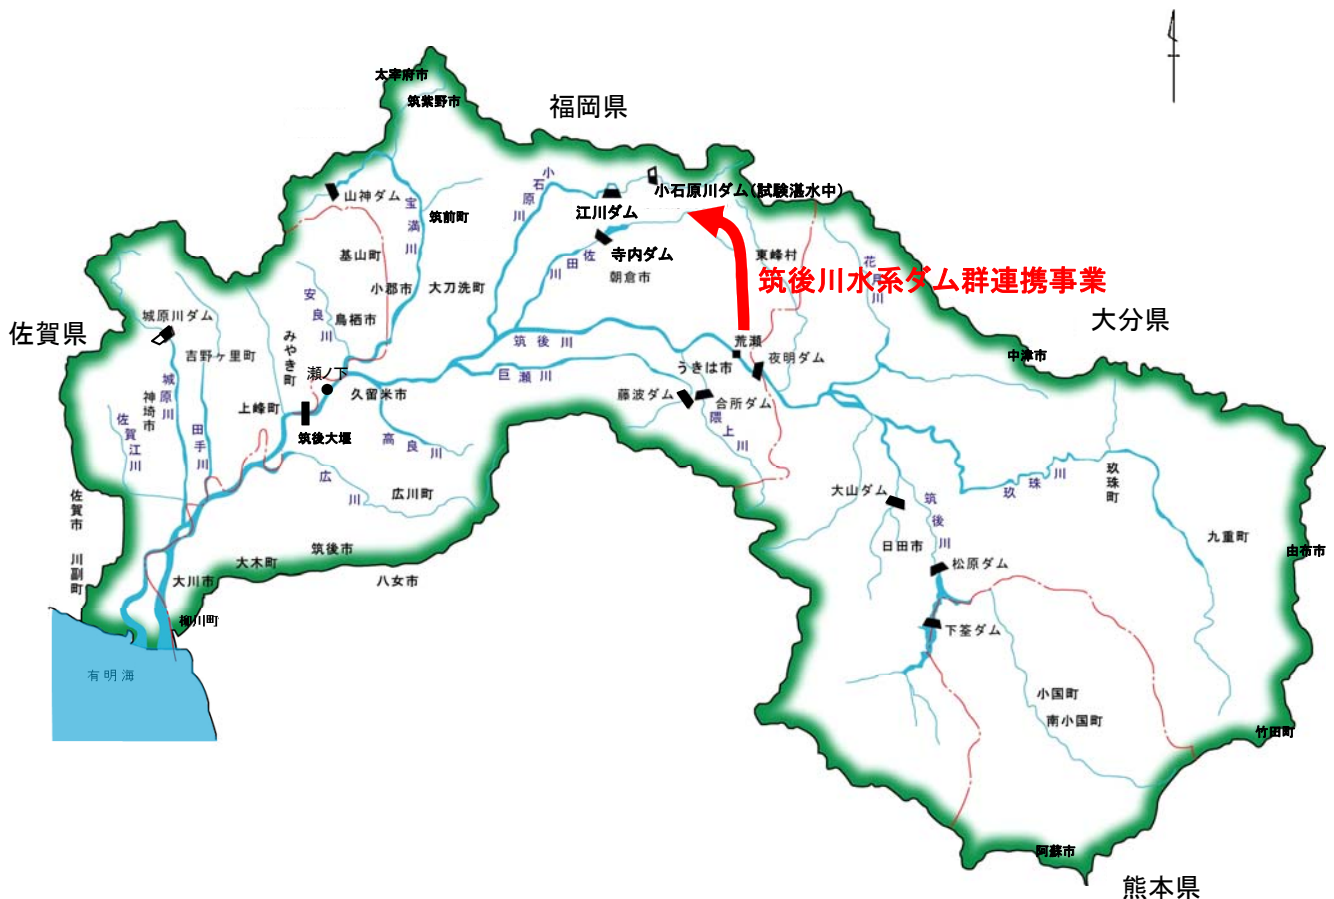 太宰府市
筑紫野市
福岡県
小石原川ダム(試験湛水中)
山神ダム
宝満川
筑前町
小石原川
江川ダム
寺内ダム
佐田川
朝倉市
東峰村
花月川
筑後川水系ダム群連携事業
基山町
小郡市
大刀洗町
安良川
鳥栖市
みやき町
佐賀県
城原川ダム
吉野ヶ里町
大分県
中津市
荒瀬
夜明ダム
筑後川
うきは市
巨瀬川
藤波ダム
合所ダム
隈上川
瀬ノ下
久留米市
城原川
神埼市
上峰町
筑後大堰
佐賀江川
田手川
高良川
広川
広川町
佐賀市
川副町
大山ダム
筑後川
玖珠川
玖珠町
日田市
九重町
由布市
松原ダム
下筌ダム
筑後市
大木町
大川市
八女市
柳川町
有明海
小国町
南小国町
竹田町
阿蘇市
熊本県